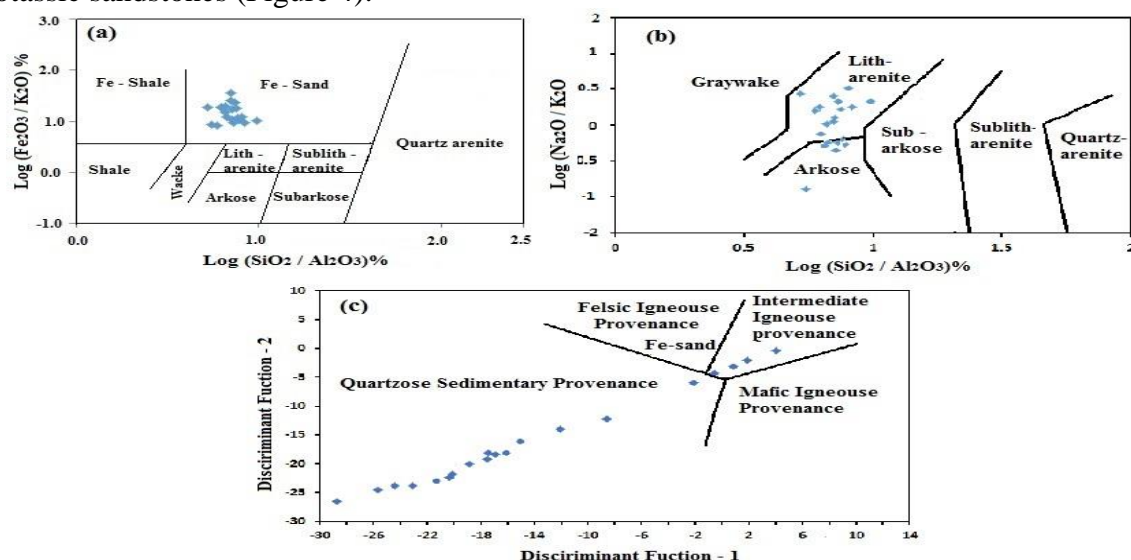 otassic sandstones (Figure 4).
(a)
Log (Fe2O3 / K2O) %
3.0
2.0
1.0
0.0
-1.0
Fe - Shale
Fe - Sand
Shale
Wacke
Lith - arenite
Sublith - arenite
Arkose
Subarkose
Quartz arenite
0.0
1.0
2.0
2.5
Log (SiO2 / Al2O3)%
(b)
Log (Na2O / K2O
2
1
1
0
0.5
-1
-2
Graywake
Lith-
arenite
Sub -
arkose
Arkose
Sublith-
arenite
Quartz-
arenite
0
0.5
1
1.5
2
Log (SiO2 / Al2O3)%
(c)
Disciriminant Fuction - 2
10
5
0
-5
-10
-15
-20
-25
-30
Felsic Igneouse
Provenance
Fe-sand
Intermediate
Igneouse
provenance
Quartzose Sedimentary Provenance
Mafic Igneouse
Provenance
-30 -26 -22 -18 -14 -10 -6 -2 2 6 10 14
Disciriminant Fuction - 1